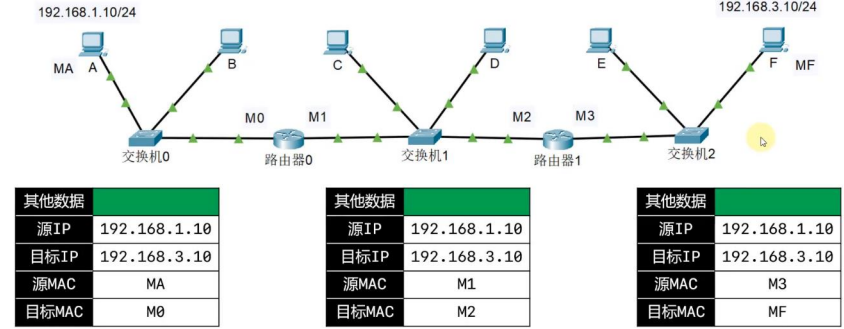 192.168.1.10/24
192.168.3.10/24
MA A
B
C
D
E
F MF
M0
M1
M2
M3
交换机0
路由器0
交换机1
路由器1
交换机2
其他数据
源IP 192.168.1.10
目标IP 192.168.3.10
源MAC MA
目标MAC M0
其他数据
源IP 192.168.1.10
目标IP 192.168.3.10
源MAC M1
目标MAC M2
其他数据
源IP 192.168.1.10
目标IP 192.168.3.10
源MAC M3
目标MAC MF